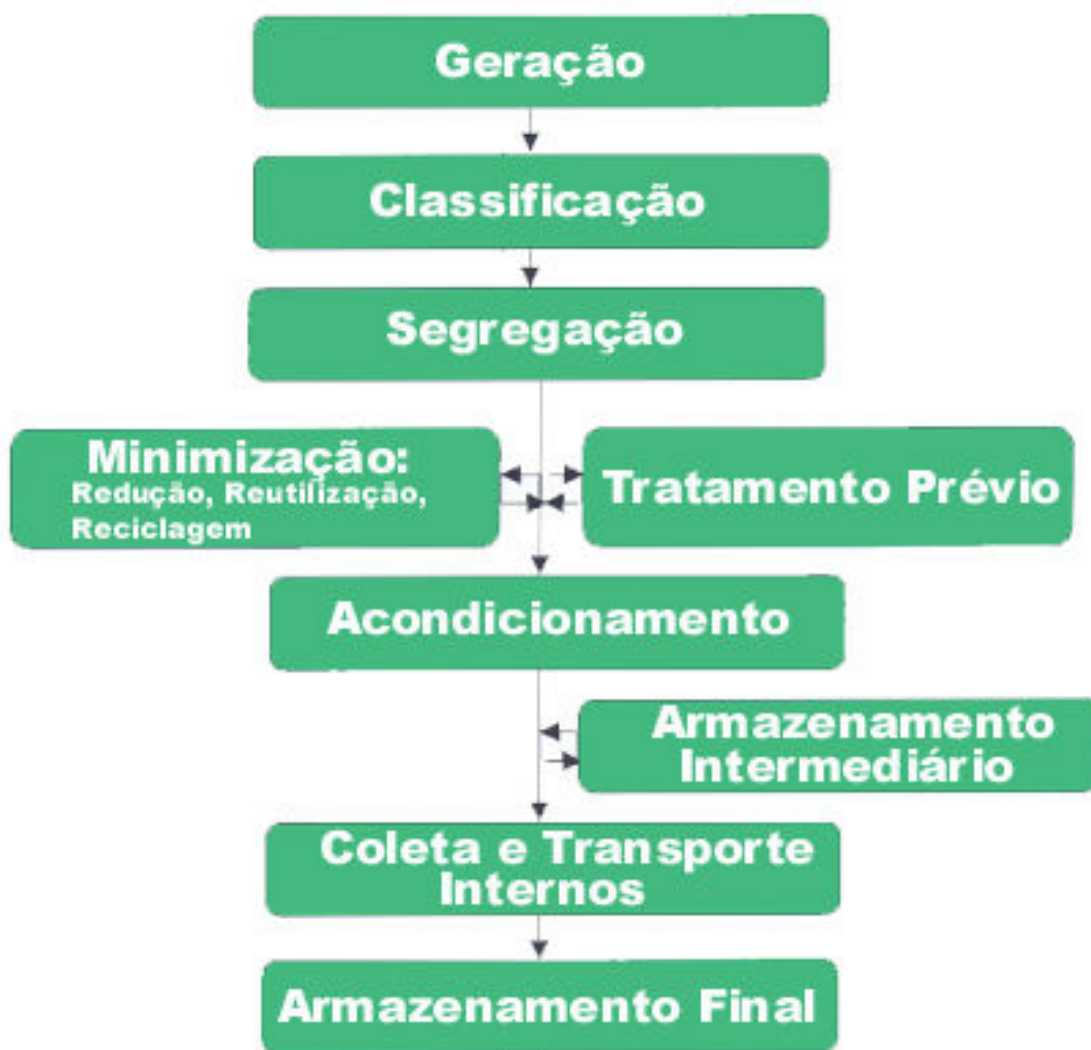 Geração
Classificação
Segregação
Minimização:
Redução, Reutilização,
Reciclagem
Tratamento Prévio
Acondicionamento
Armazenamento
Intermediário
Coleta e Transporte
Internos
Armazenamento Final